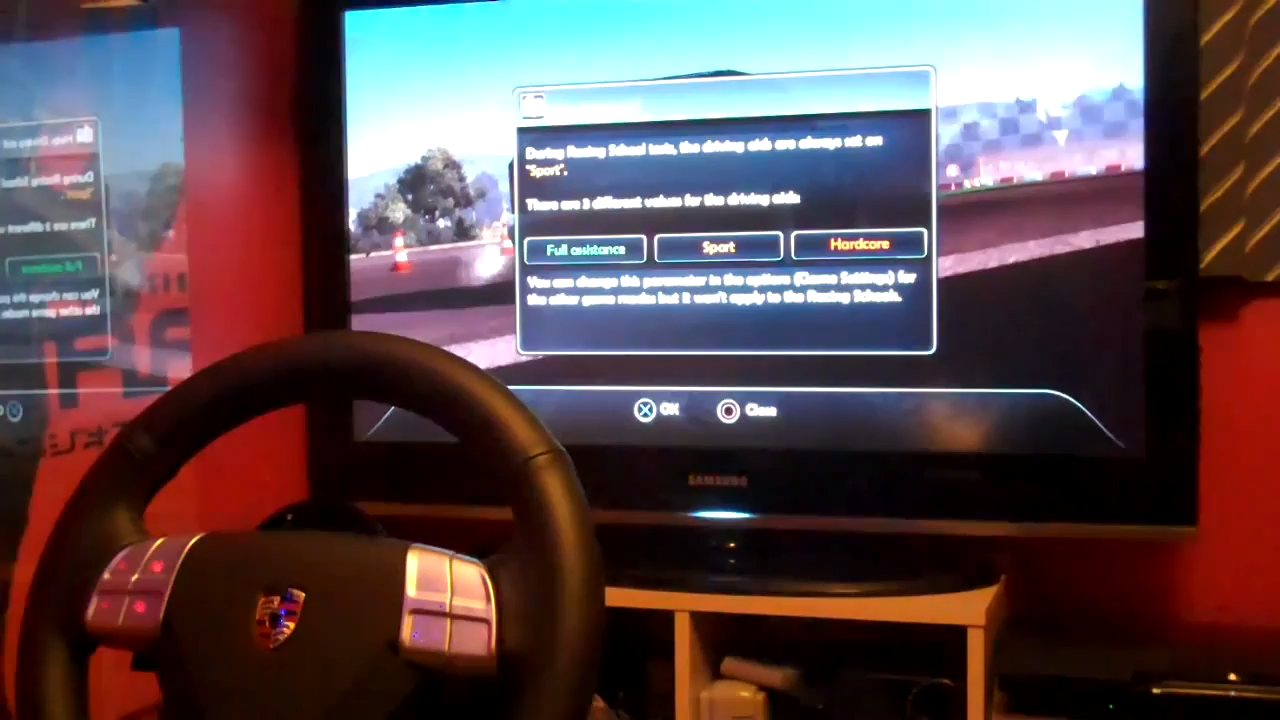 During Racing School tests, the driving aids are always set on
"Sport".
There are 3 different values for the driving aids:
Full assistance Sport Hardcore
You can change this parameter in the options (Game Settings) for
the other game modes but it won't apply to the Racing Schools.
OK Close
SAMSUNG